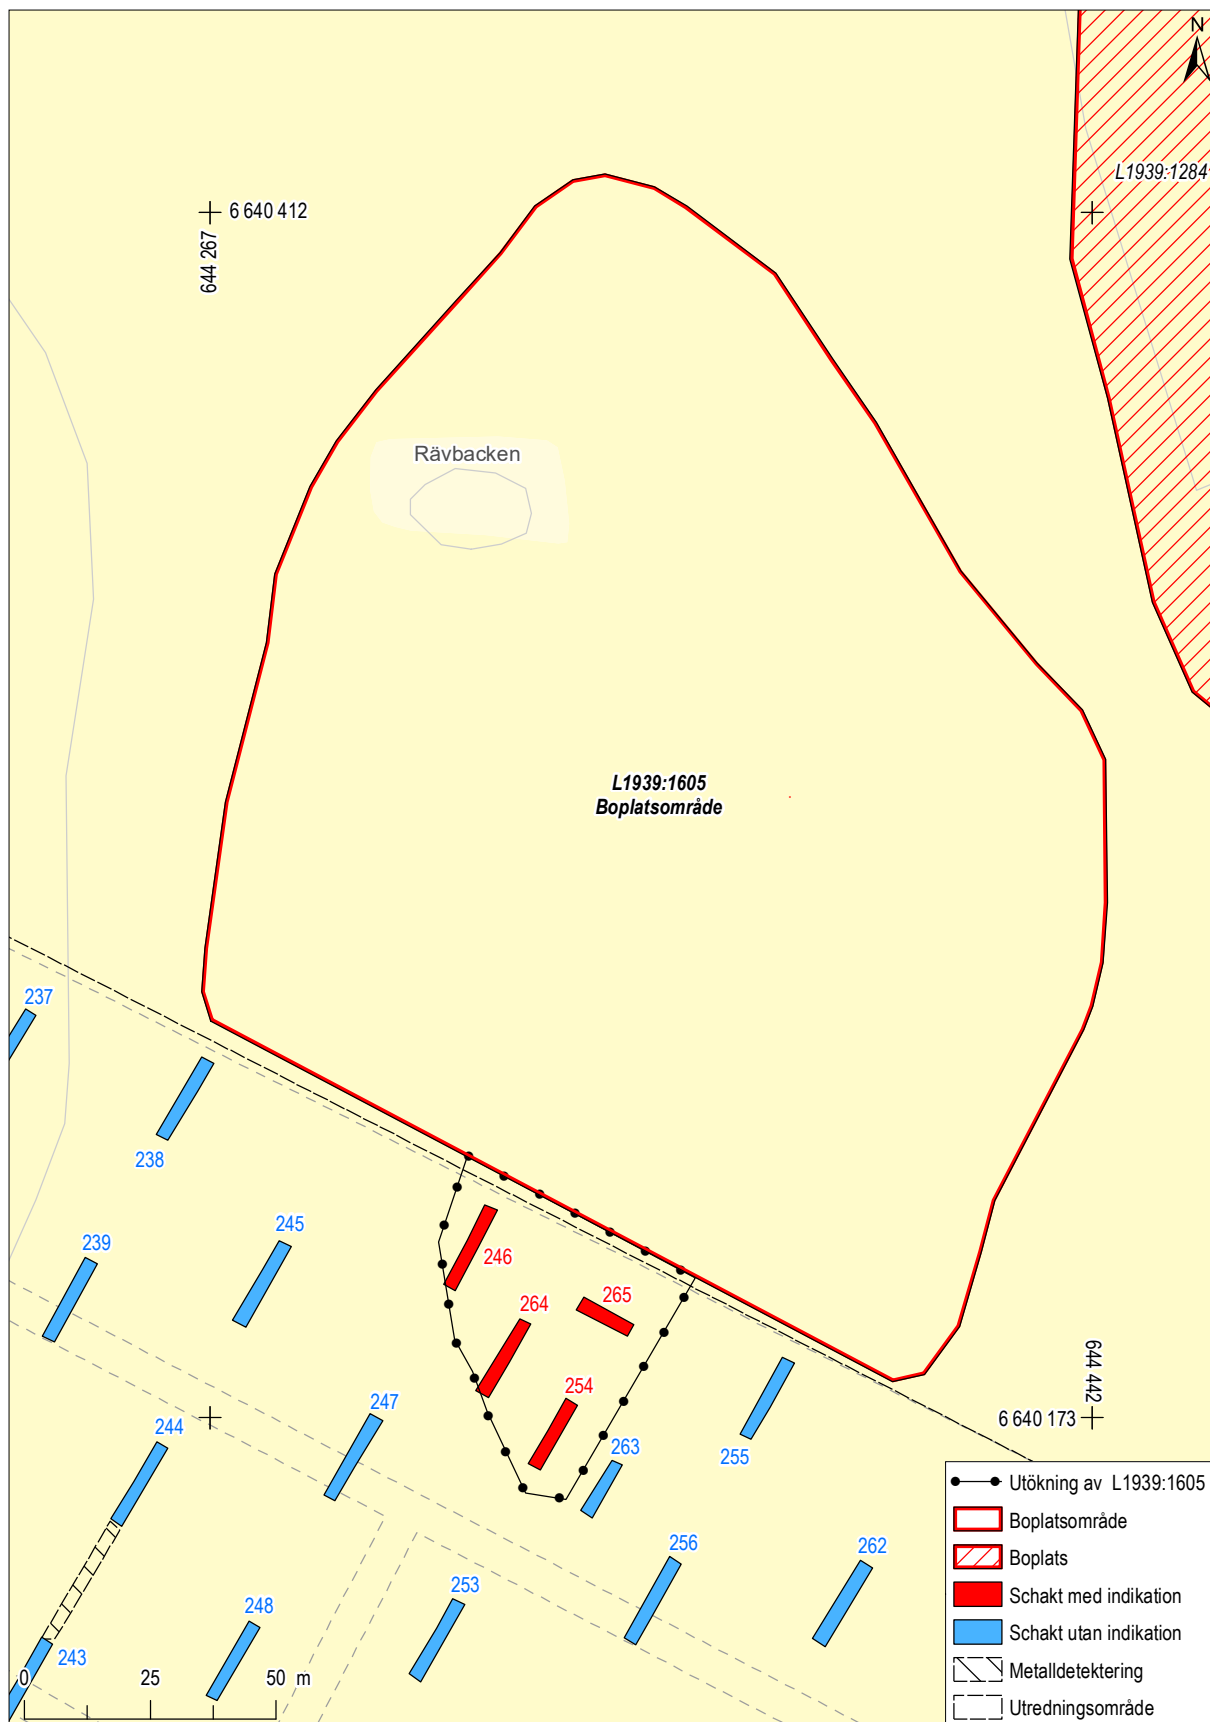 N
L1939:1284
6 640 412
644 267
Rävbacken
L1939:1605
Boplatsområde
237
238
245
239
246
264
265
254
247
244
263
255
644 442
6 640 173
256
262
253
248
243
0 25 50 m
Utökning av L1939:1605
Boplatsområde
Boplats
Schakt med indikation
Schakt utan indikation
Metalldetektering
Utredningsområde